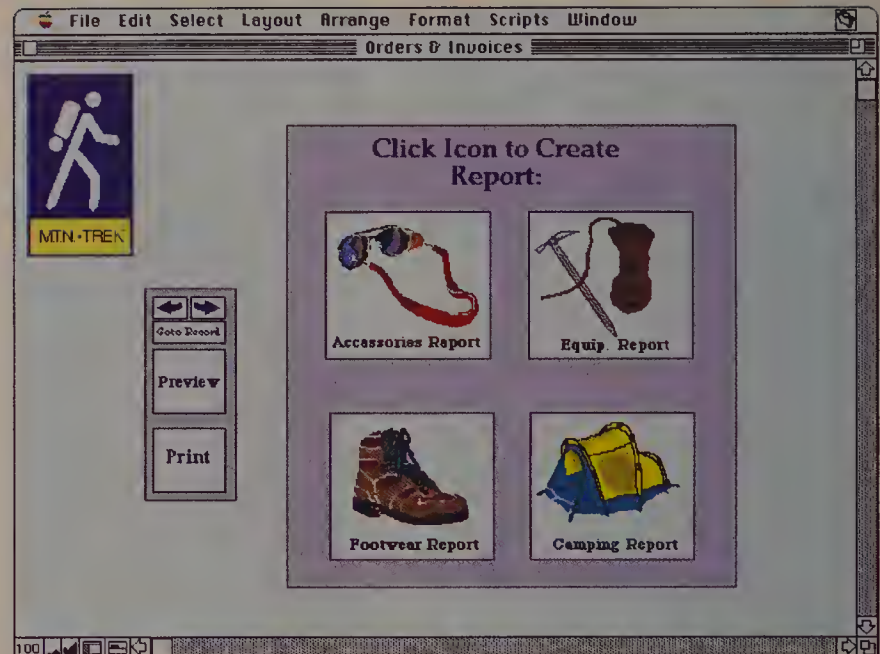 File Edit Select Layout Arrange Format Scripts Window
Orders & Invoices
MTN.-TREK
Click Icon to Create
Report:
Accessories Report
Equip. Report
Goto Record
Preview
Print
Footwear Report
Camping Report
100